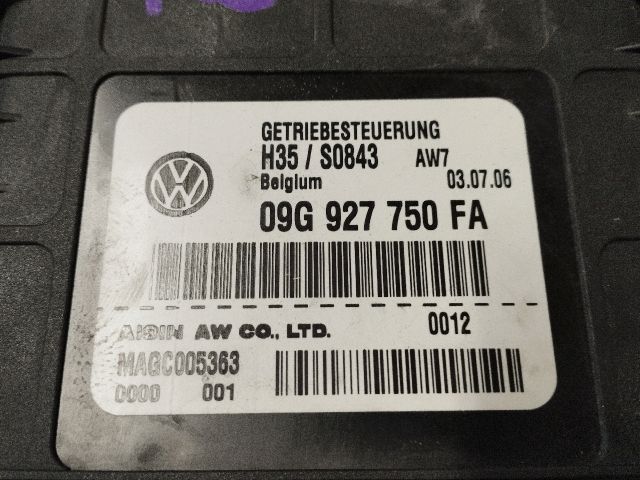 GETRIEBESTEUERUNG
H35 / S0843 AW7
Belgium 03.07.06
09G 927 750 FA
AISIN AW CO., LTD. 0012
MAGC005363
0000 001